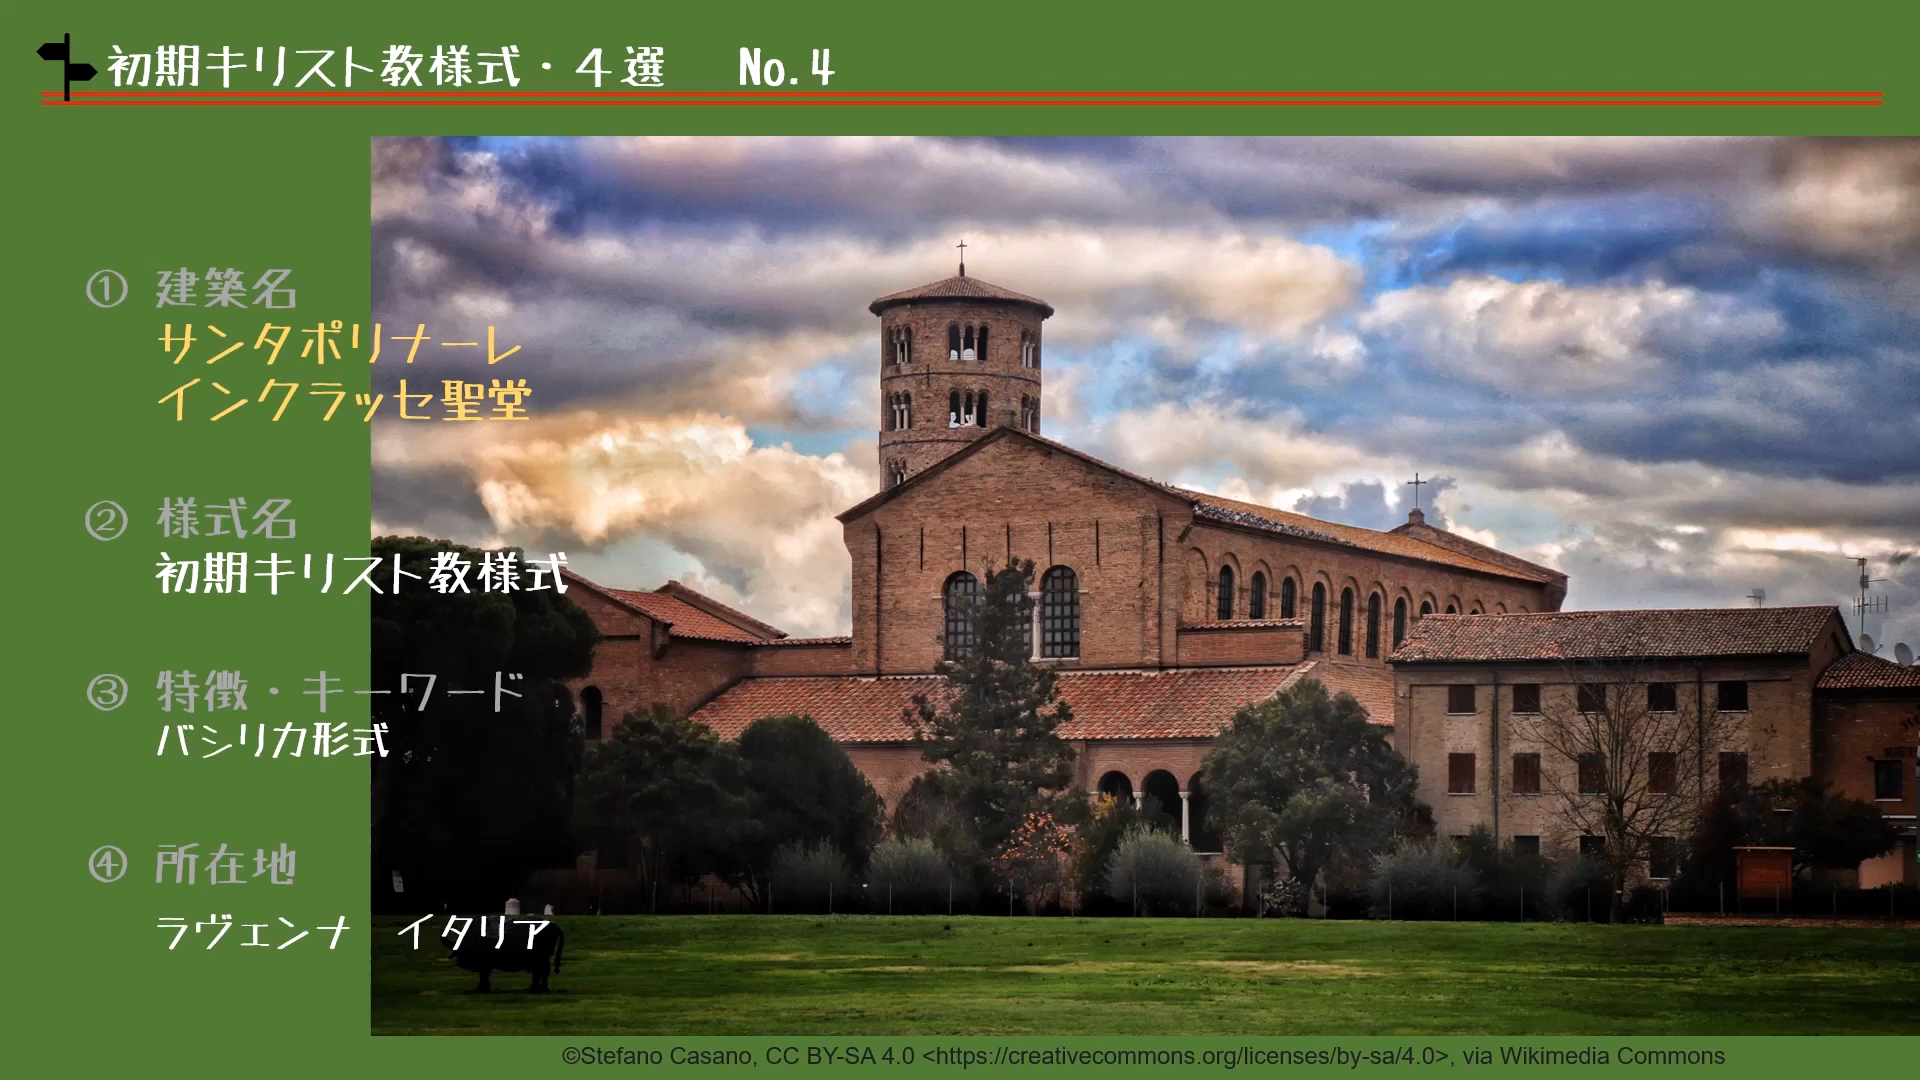 初期キリスト教様式・4選 No.4
① 建築名
サンタポリナーレ
インクラッセ聖堂
② 様式名
初期キリスト教様式
③ 特徴・キーワード
バシリカ形式
④ 所在地
ラヴェンナ イタリア
©Stefano Casano, CC BY-SA 4.0 <https://creativecommons.org/licenses/by-sa/4.0>, via Wikimedia Commons